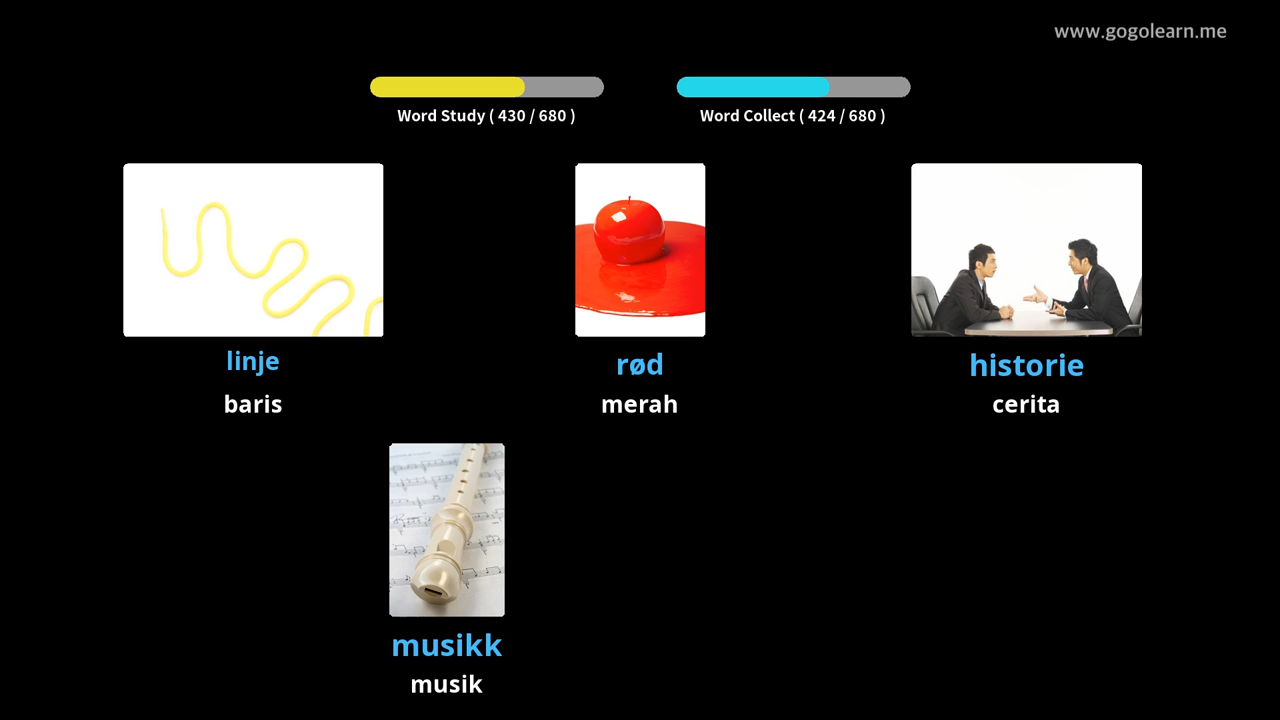 www.gogolearn.me
Word Study ( 430 / 680 )
Word Collect ( 424 / 680 )
linje
rød
historie
baris
merah
cerita
musikk
musik